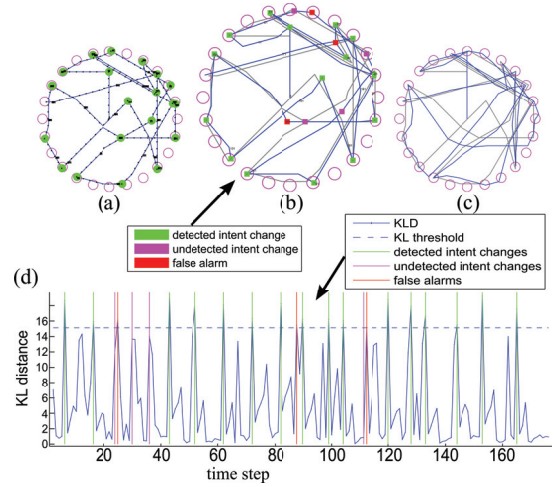 (a)
(b)
(c)
detected intent change
undetected intent change
false alarm
KLD
KL threshold
detected intent changes
undetected intent changes
false alarms
(d)
KL distance
16
14
12
10
8
6
4
2
0
20
40
60
80
100
120
140
160
time step